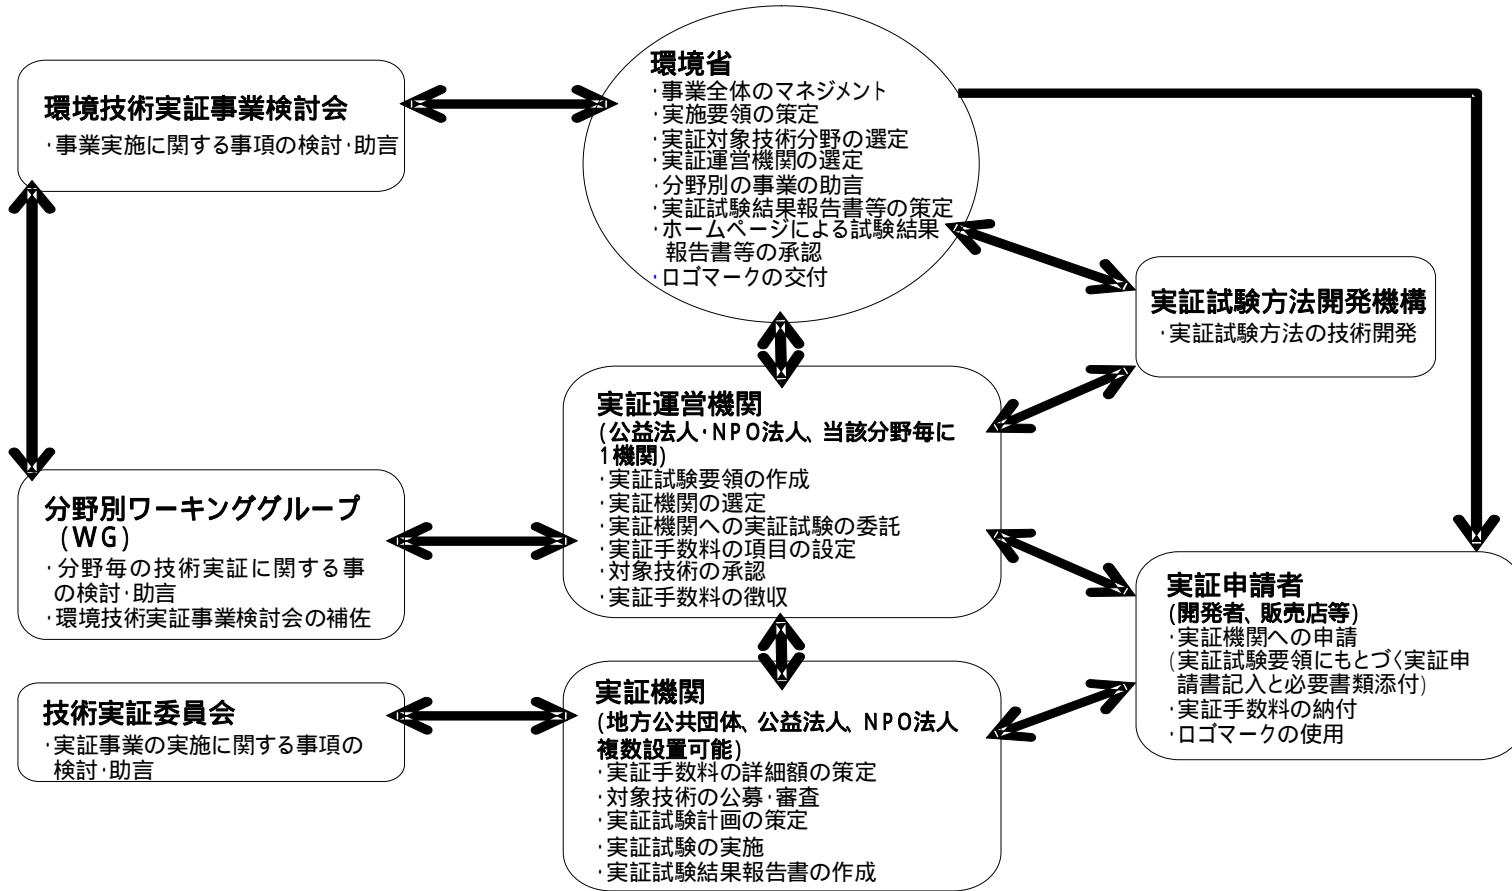 環境省
・事業全体のマネジメント
・実施要領の策定
・実証対象技術分野の選定
・実証運営機関の選定
・分野別の事業の助言
・実証試験結果報告書等の策定
・ホームページによる試験結果
報告書等の承認
・ロゴマークの交付
環境技術実証事業検討会
・事業実施に関する事項の検討・助言
実証試験方法開発機構
・実証試験方法の技術開発
実証運営機関
(公益法人・NPO法人、当該分野毎に
1機関)
・実証試験要領の作成
・実証機関の選定
・実証機関への実証試験の委託
・実証手数料の項目の設定
・対象技術の承認
・実証手数料の徴収
分野別ワーキンググループ
(WG)
・分野毎の技術実証に関する事
の検討・助言
・環境技術実証事業検討会の補佐
実証申請者
(開発者、販売店等)
・実証機関への申請
(実証試験要領にもとづく実証申
請書記入と必要書類添付)
・実証手数料の納付
・ロゴマークの使用
技術実証委員会
・実証事業の実施に関する事項の
検討・助言
実証機関
(地方公共団体、公益法人、NPO法人
複数設置可能)
・実証手数料の詳細額の策定
・対象技術の公募・審査
・実証試験計画の策定
・実証試験の実施
・実証試験結果報告書の作成